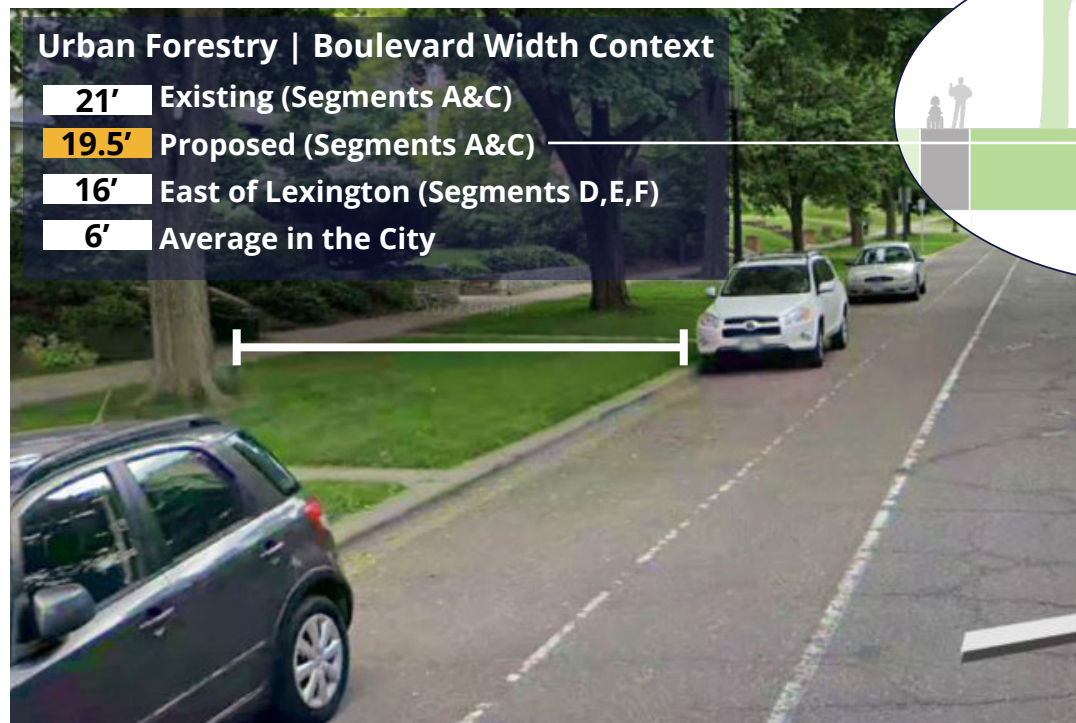 Urban Forestry | Boulevard Width Context
21’ Existing (Segments A&C)
19.5’ Proposed (Segments A&C)
16’ East of Lexington (Segments D,E,F)
6’ Average in the City